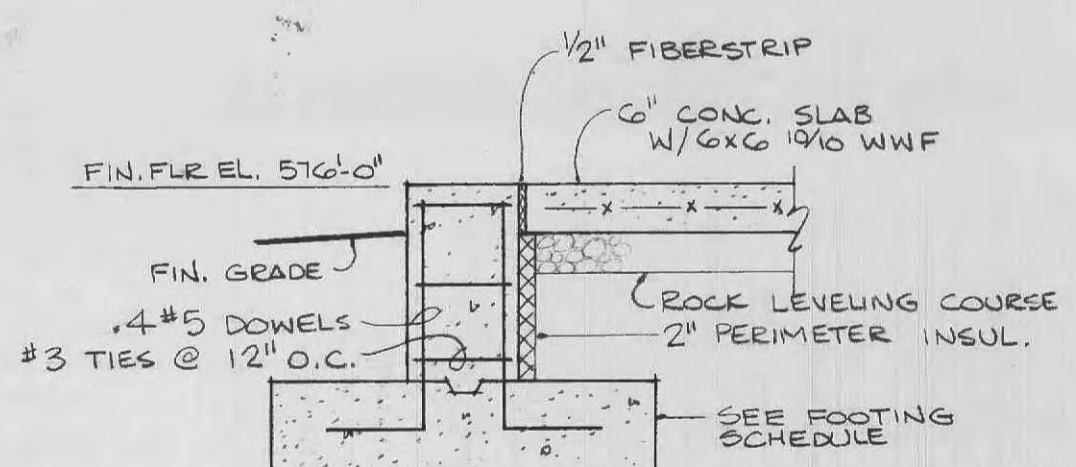 1/2" FIBERSTRIP
6" CONC. SLAB
W/ 6x6 10/10 WWF
FIN. FLR EL. 576'-0"
FIN. GRADE
4 #5 DOWELS
#3 TIES @ 12" O.C.
ROCK LEVELING COURSE
2" PERIMETER INSUL.
SEE FOOTING
SCHEDULE